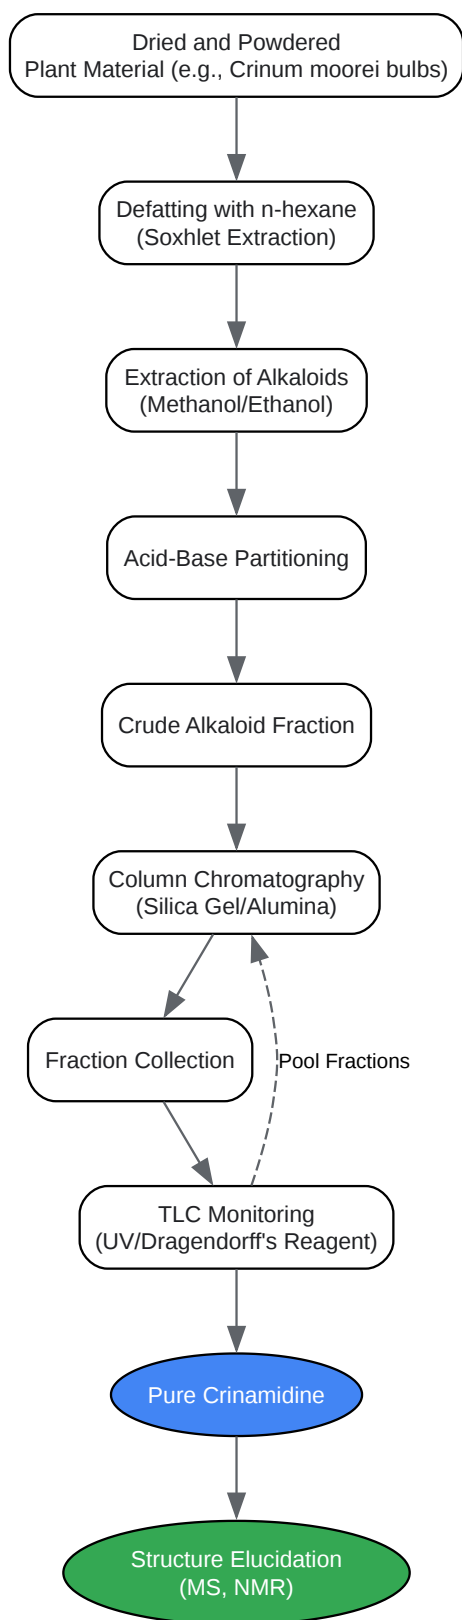 Dried and Powdered
Plant Material (e.g., Crinum moorei bulbs)
Defatting with n-hexane
(Soxhlet Extraction)
Extraction of Alkaloids
(Methanol/Ethanol)
Acid-Base Partitioning
Crude Alkaloid Fraction
Column Chromatography
(Silica Gel/Alumina)
Fraction Collection
Pool Fractions
TLC Monitoring
(UV/Dragendorff's Reagent)
Pure Crinamidine
Structure Elucidation
(MS, NMR)